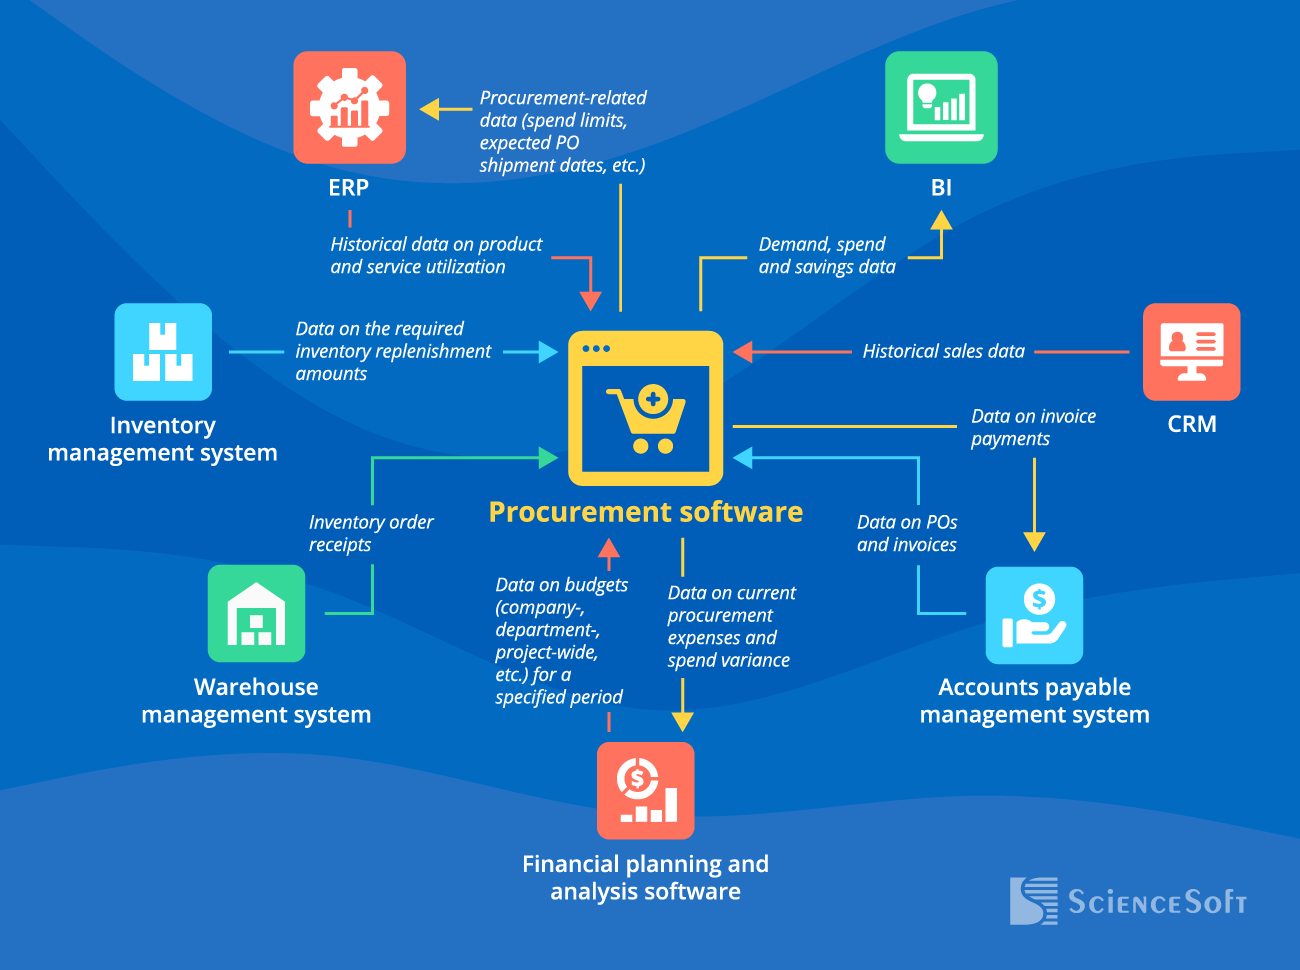 Procurement-related
data (spend limits,
expected PO
shipment dates, etc.)
ERP
BI
Historical data on product
and service utilization
Demand, spend
and savings data
Data on the required
inventory replenishment
amounts
Historical sales data
Inventory
management system
CRM
Data on invoice
payments
Procurement software
Inventory order
receipts
Data on POs
and invoices
Data on budgets
(company-,
department-,
project-wide,
etc.) for a
specified period
Data on current
procurement
expenses and
spend variance
Warehouse
management system
Accounts payable
management system
Financial planning and
analysis software
ScienceSoft